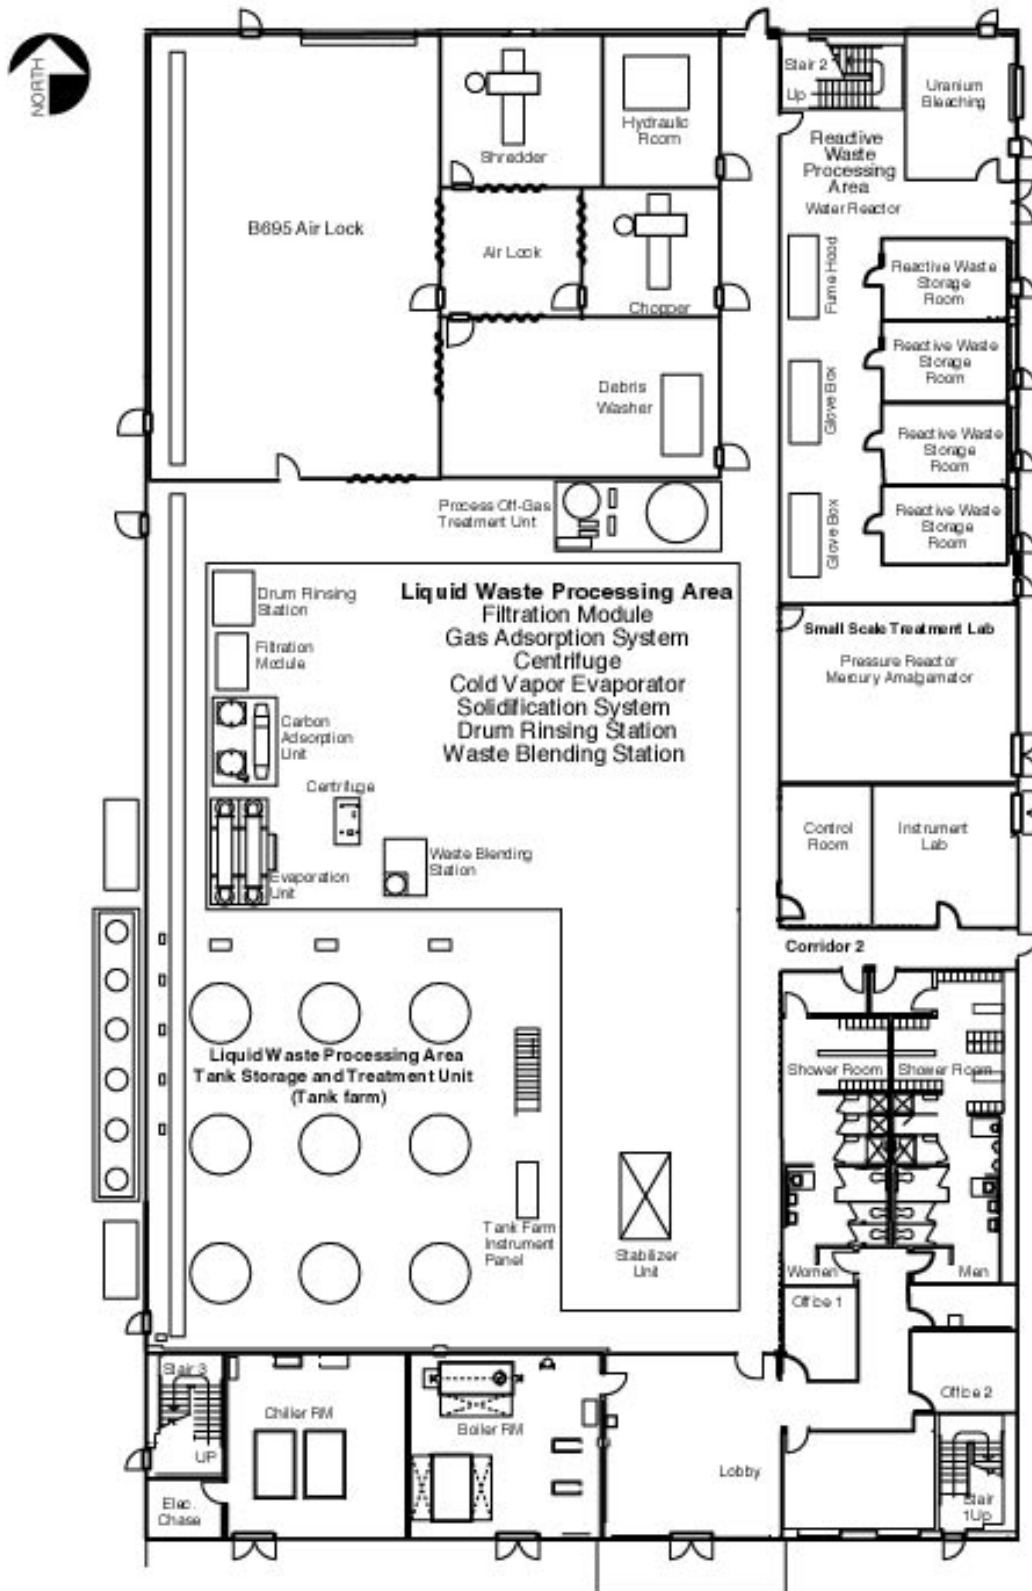 NORTH
Stair 2
Up
Uranium
Bleaching
Hydraulic
Room
Shredder
Reactive
Waste
Processing
Area
Water Reactor
B695 Air Lock
Air Lock
Chopper
Fume Hood
Reactive Waste
Storage
Room
Reactive Waste
Storage
Room
Debris
Washer
Glove Box
Reactive Waste
Storage
Room
Process Off-Gas
Treatment Unit
Glove Box
Reactive Waste
Storage
Room
Drum Rinsing
Station
Filtration
Module
Carbon
Adsorption
Unit
Centrifuge
Evaporation
Unit
Waste Blending
Station
Liquid Waste Processing Area
Filtration Module
Gas Adsorption System
Centrifuge
Cold Vapor Evaporator
Solidification System
Drum Rinsing Station
Waste Blending Station
Small Scale Treatment Lab
Pressure Reactor
Mercury Amalgamator
Control
Room
Instrument
Lab
Corridor 2
Liquid Waste Processing Area
Tank Storage and Treatment Unit
(Tank farm)
Shower Room
Shower Room
Tank Farm
Instrument
Panel
Stabilizer
Unit
Women
Men
Office 1
Office 2
Stair 3
UP
Chiller RM
Boiler RM
Lobby
Elec.
Chase
Stair
1Up